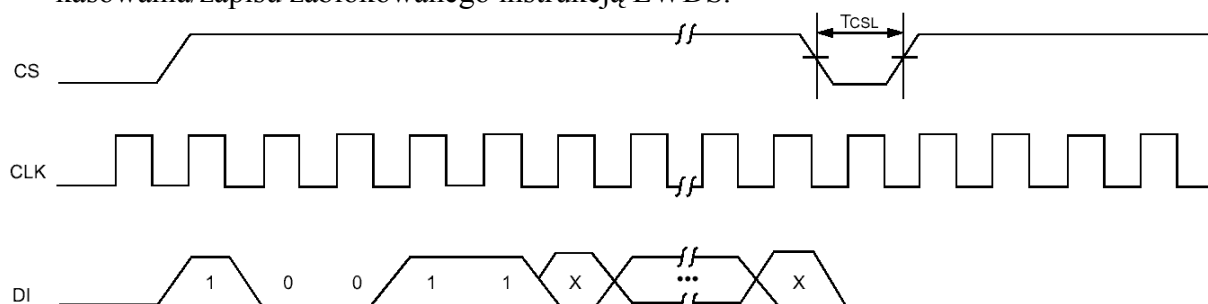 kasowania/zapisu zablokowanego instrukcją EWDS.
TCSL
CS
CLK
DI
1 0 0 1 1 X ... X